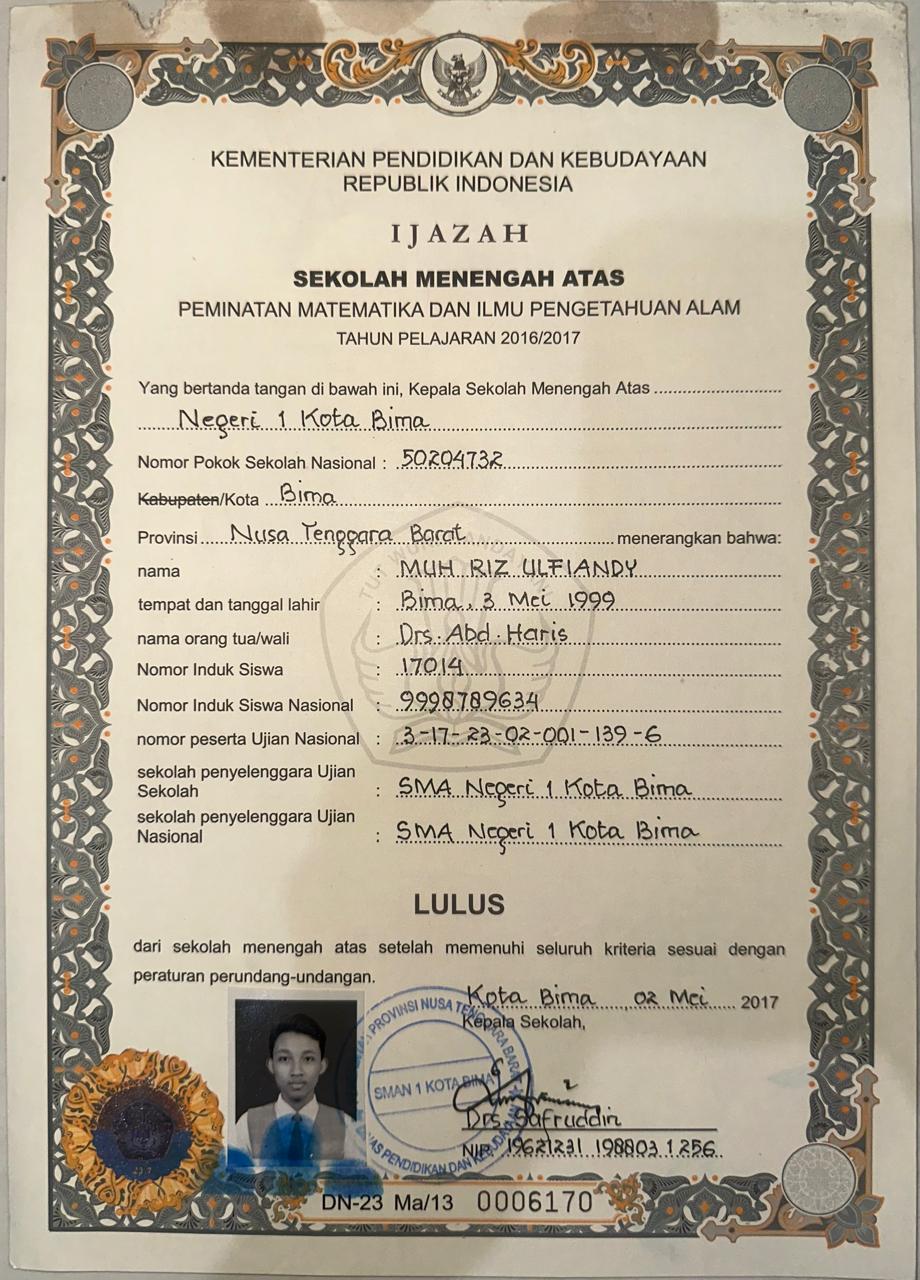 KEMENTERIAN PENDIDIKAN DAN KEBUDAYAAN
REPUBLIK INDONESIA
IJAZAH
SEKOLAH MENENGAH ATAS
PEMINATAN MATEMATIKA DAN ILMU PENGETAHUAN ALAM
TAHUN PELAJARAN 2016/2017
Yang bertanda tangan di bawah ini, Kepala Sekolah Menengah Atas
Negeri 1 Kota Bima
Nomor Pokok Sekolah Nasional : 50204732
Kabupaten/Kota Bima
Provinsi Nusa Tenggara Barat menerangkan bahwa:
nama : MUH RIZ ULFIANDY
tempat dan tanggal lahir : Bima, 3 Mei 1999
nama orang tua/wali : Drs. Abd. Haris
Nomor Induk Siswa : 17014
Nomor Induk Siswa Nasional : 9998789634
nomor peserta Ujian Nasional : 3-17-23-02-001-139-6
sekolah penyelenggara Ujian
Sekolah : SMA Negeri 1 Kota Bima
sekolah penyelenggara Ujian
Nasional : SMA Negeri 1 Kota Bima
LULUS
dari sekolah menengah atas setelah memenuhi seluruh kriteria sesuai dengan
peraturan perundang-undangan.
Kota Bima, 02 Mei 2017
Kepala Sekolah,
PROVINSI NUSA TENGGARA BARAT
SMAN 1 KOTA BIMA
PENDIDIKAN DAN KEBUDAYAAN
Drs. Safruddin
NIP. 19621231 198803 1 256
DN-23 Ma/13 0006170